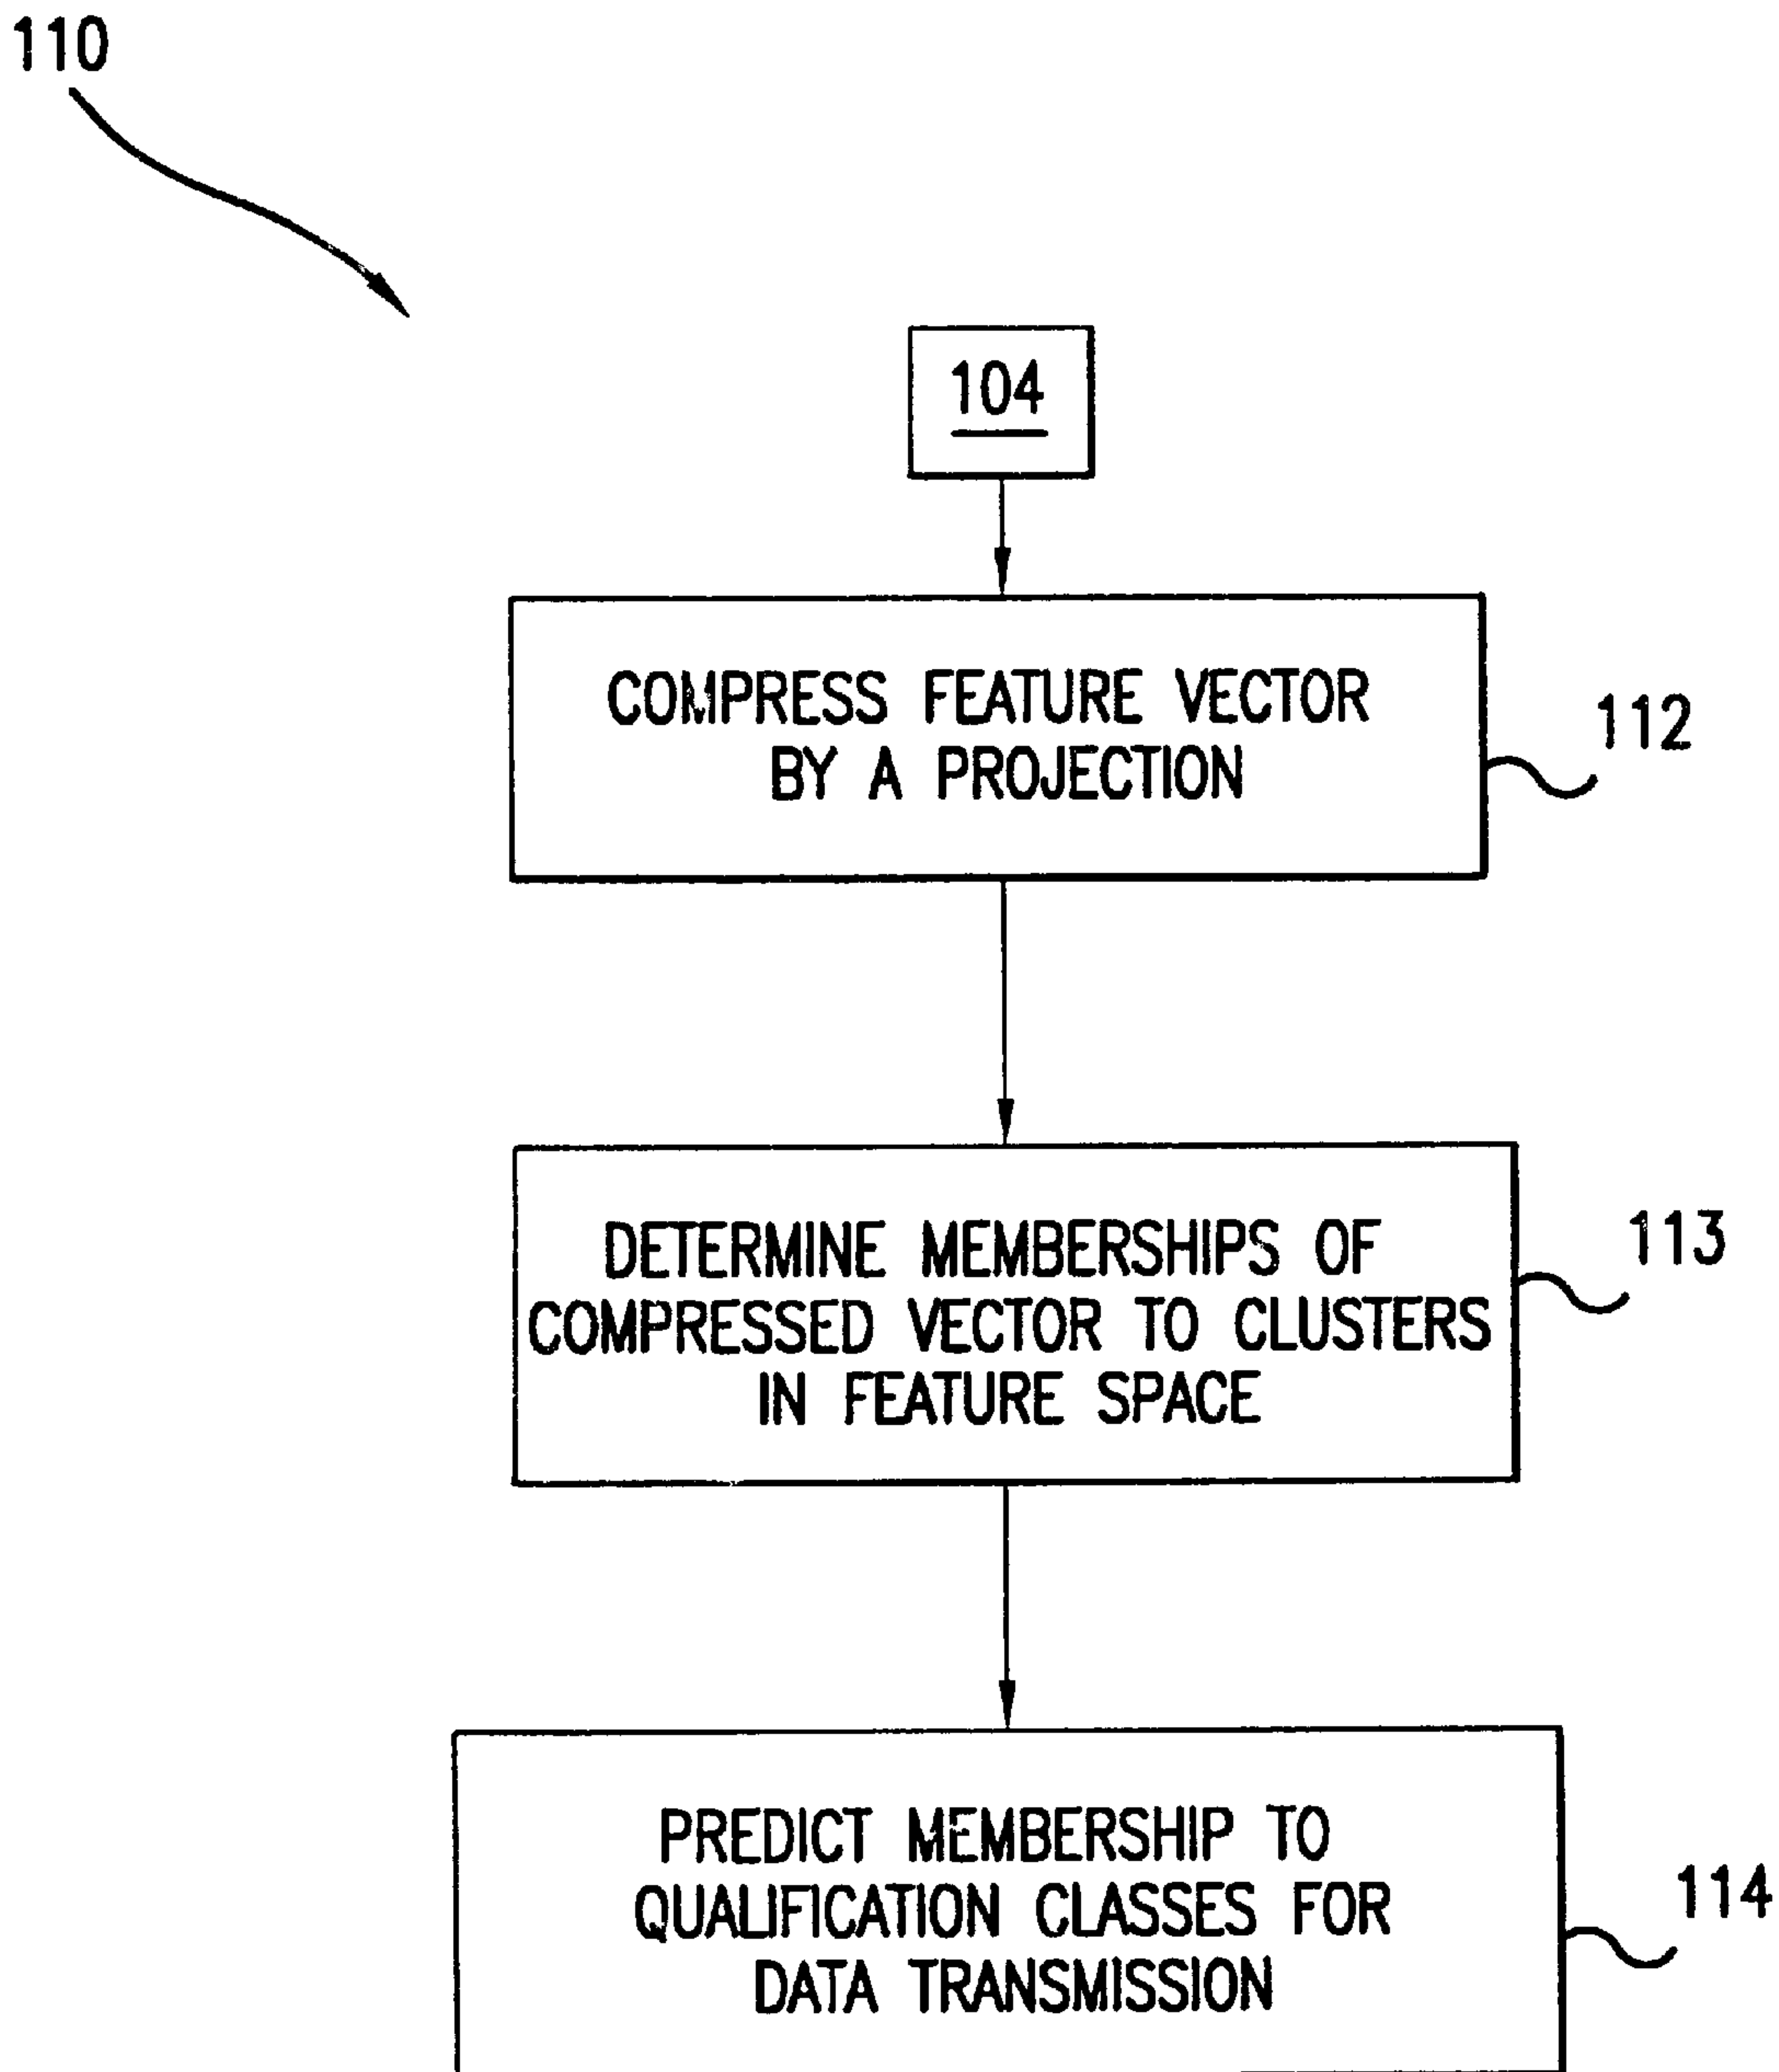 110
104
COMPRESS FEATURE VECTOR
BY A PROJECTION
112
DETERMINE MEMBERSHIPS OF
COMPRESSED VECTOR TO CLUSTERS
IN FEATURE SPACE
113
PREDICT MEMBERSHIP TO
QUALIFICATION CLASSES FOR
DATA TRANSMISSION
114